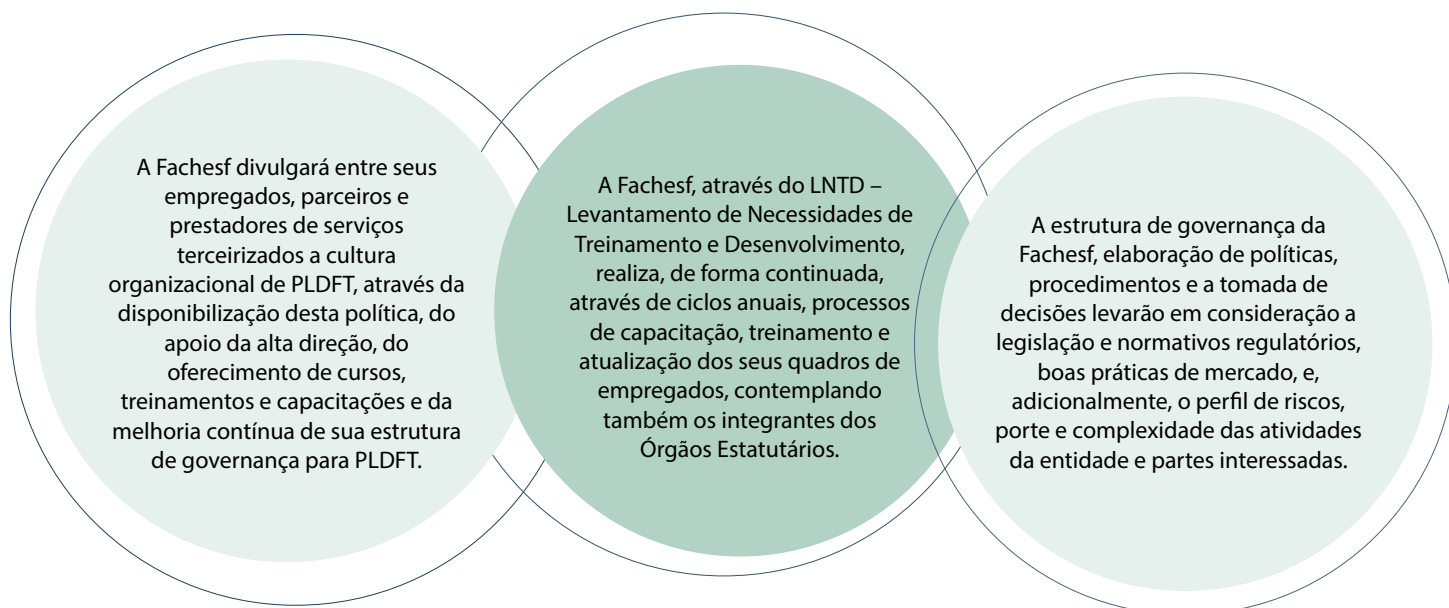 A Fachesf divulgará entre seus
empregados, parceiros e
prestadores de serviços
terceirizados a cultura
organizacional de PLDFT, através da
disponibilização desta política, do
apoio da alta direção, do
oferecimento de cursos,
treinamentos e capacitações e da
melhoria contínua de sua estrutura
de governança para PLDFT.
A Fachesf, através do LNTD –
Levantamento de Necessidades de
Treinamento e Desenvolvimento,
realiza, de forma continuada,
através de ciclos anuais, processos
de capacitação, treinamento e
atualização dos seus quadros de
empregados, contemplando
também os integrantes dos
Órgãos Estatutários.
A estrutura de governança da
Fachesf, elaboração de políticas,
procedimentos e a tomada de
decisões levarão em consideração a
legislação e normativos regulatórios,
boas práticas de mercado, e,
adicionalmente, o perfil de riscos,
porte e complexidade das atividades
da entidade e partes interessadas.